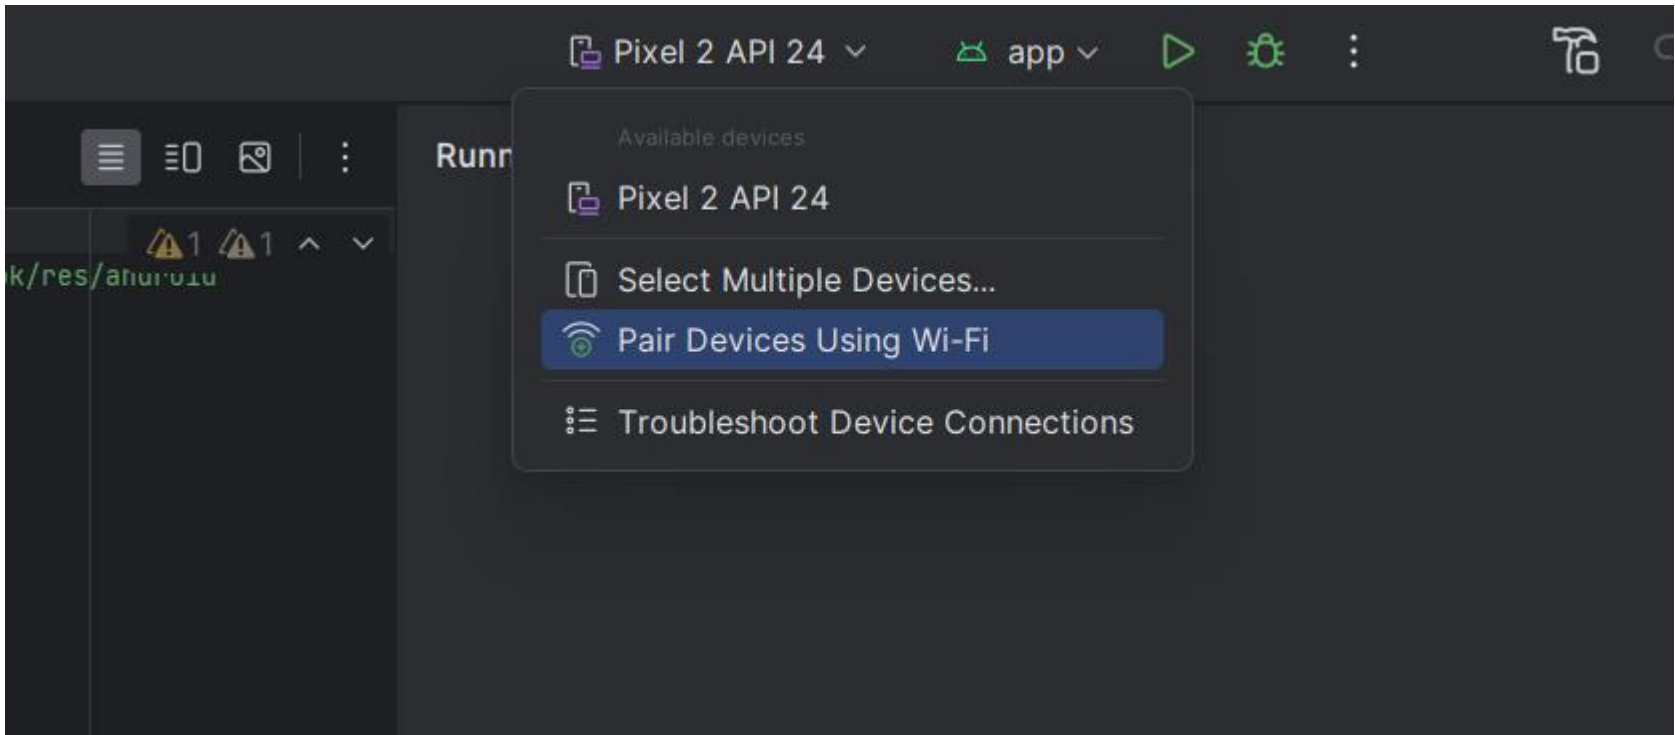 Pixel 2 API 24
app
Runn
1 1
k/res/android
Available devices
Pixel 2 API 24
Select Multiple Devices...
Pair Devices Using Wi-Fi
Troubleshoot Device Connections